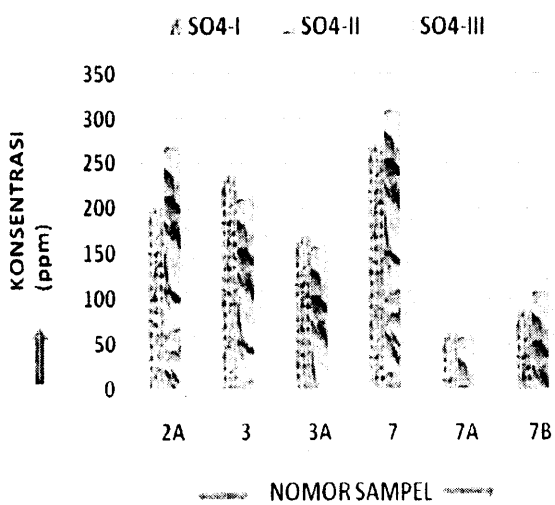 SO4-I SO4-II SO4-III
350
300
250
200
150
100
50
0
KONSENTRASI
(ppm)
2A 3 3A 7 7A 7B
NOMOR SAMPEL